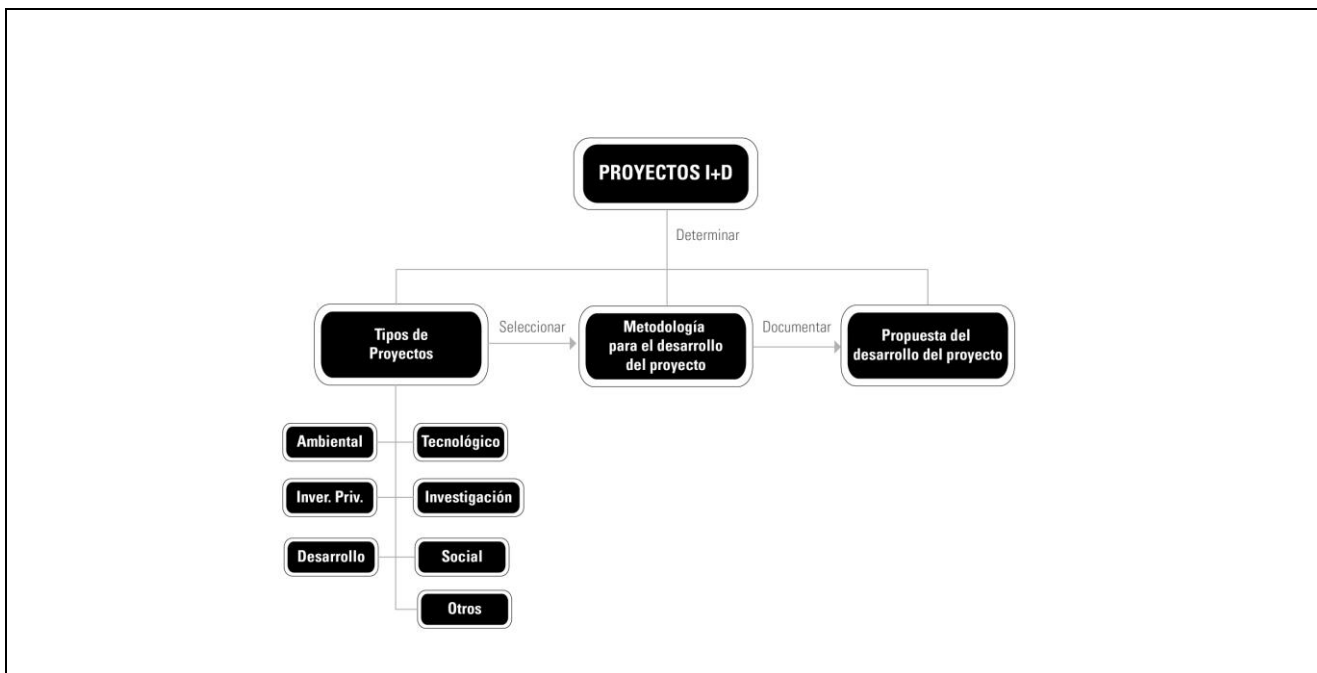 PROYECTOS I+D
Determinar
Tipos de
Proyectos
Seleccionar
Metodología
para el desarrollo
del proyecto
Documentar
Propuesta del
desarrollo del proyecto
Ambiental
Tecnológico
Inver. Priv.
Investigación
Desarrollo
Social
Otros